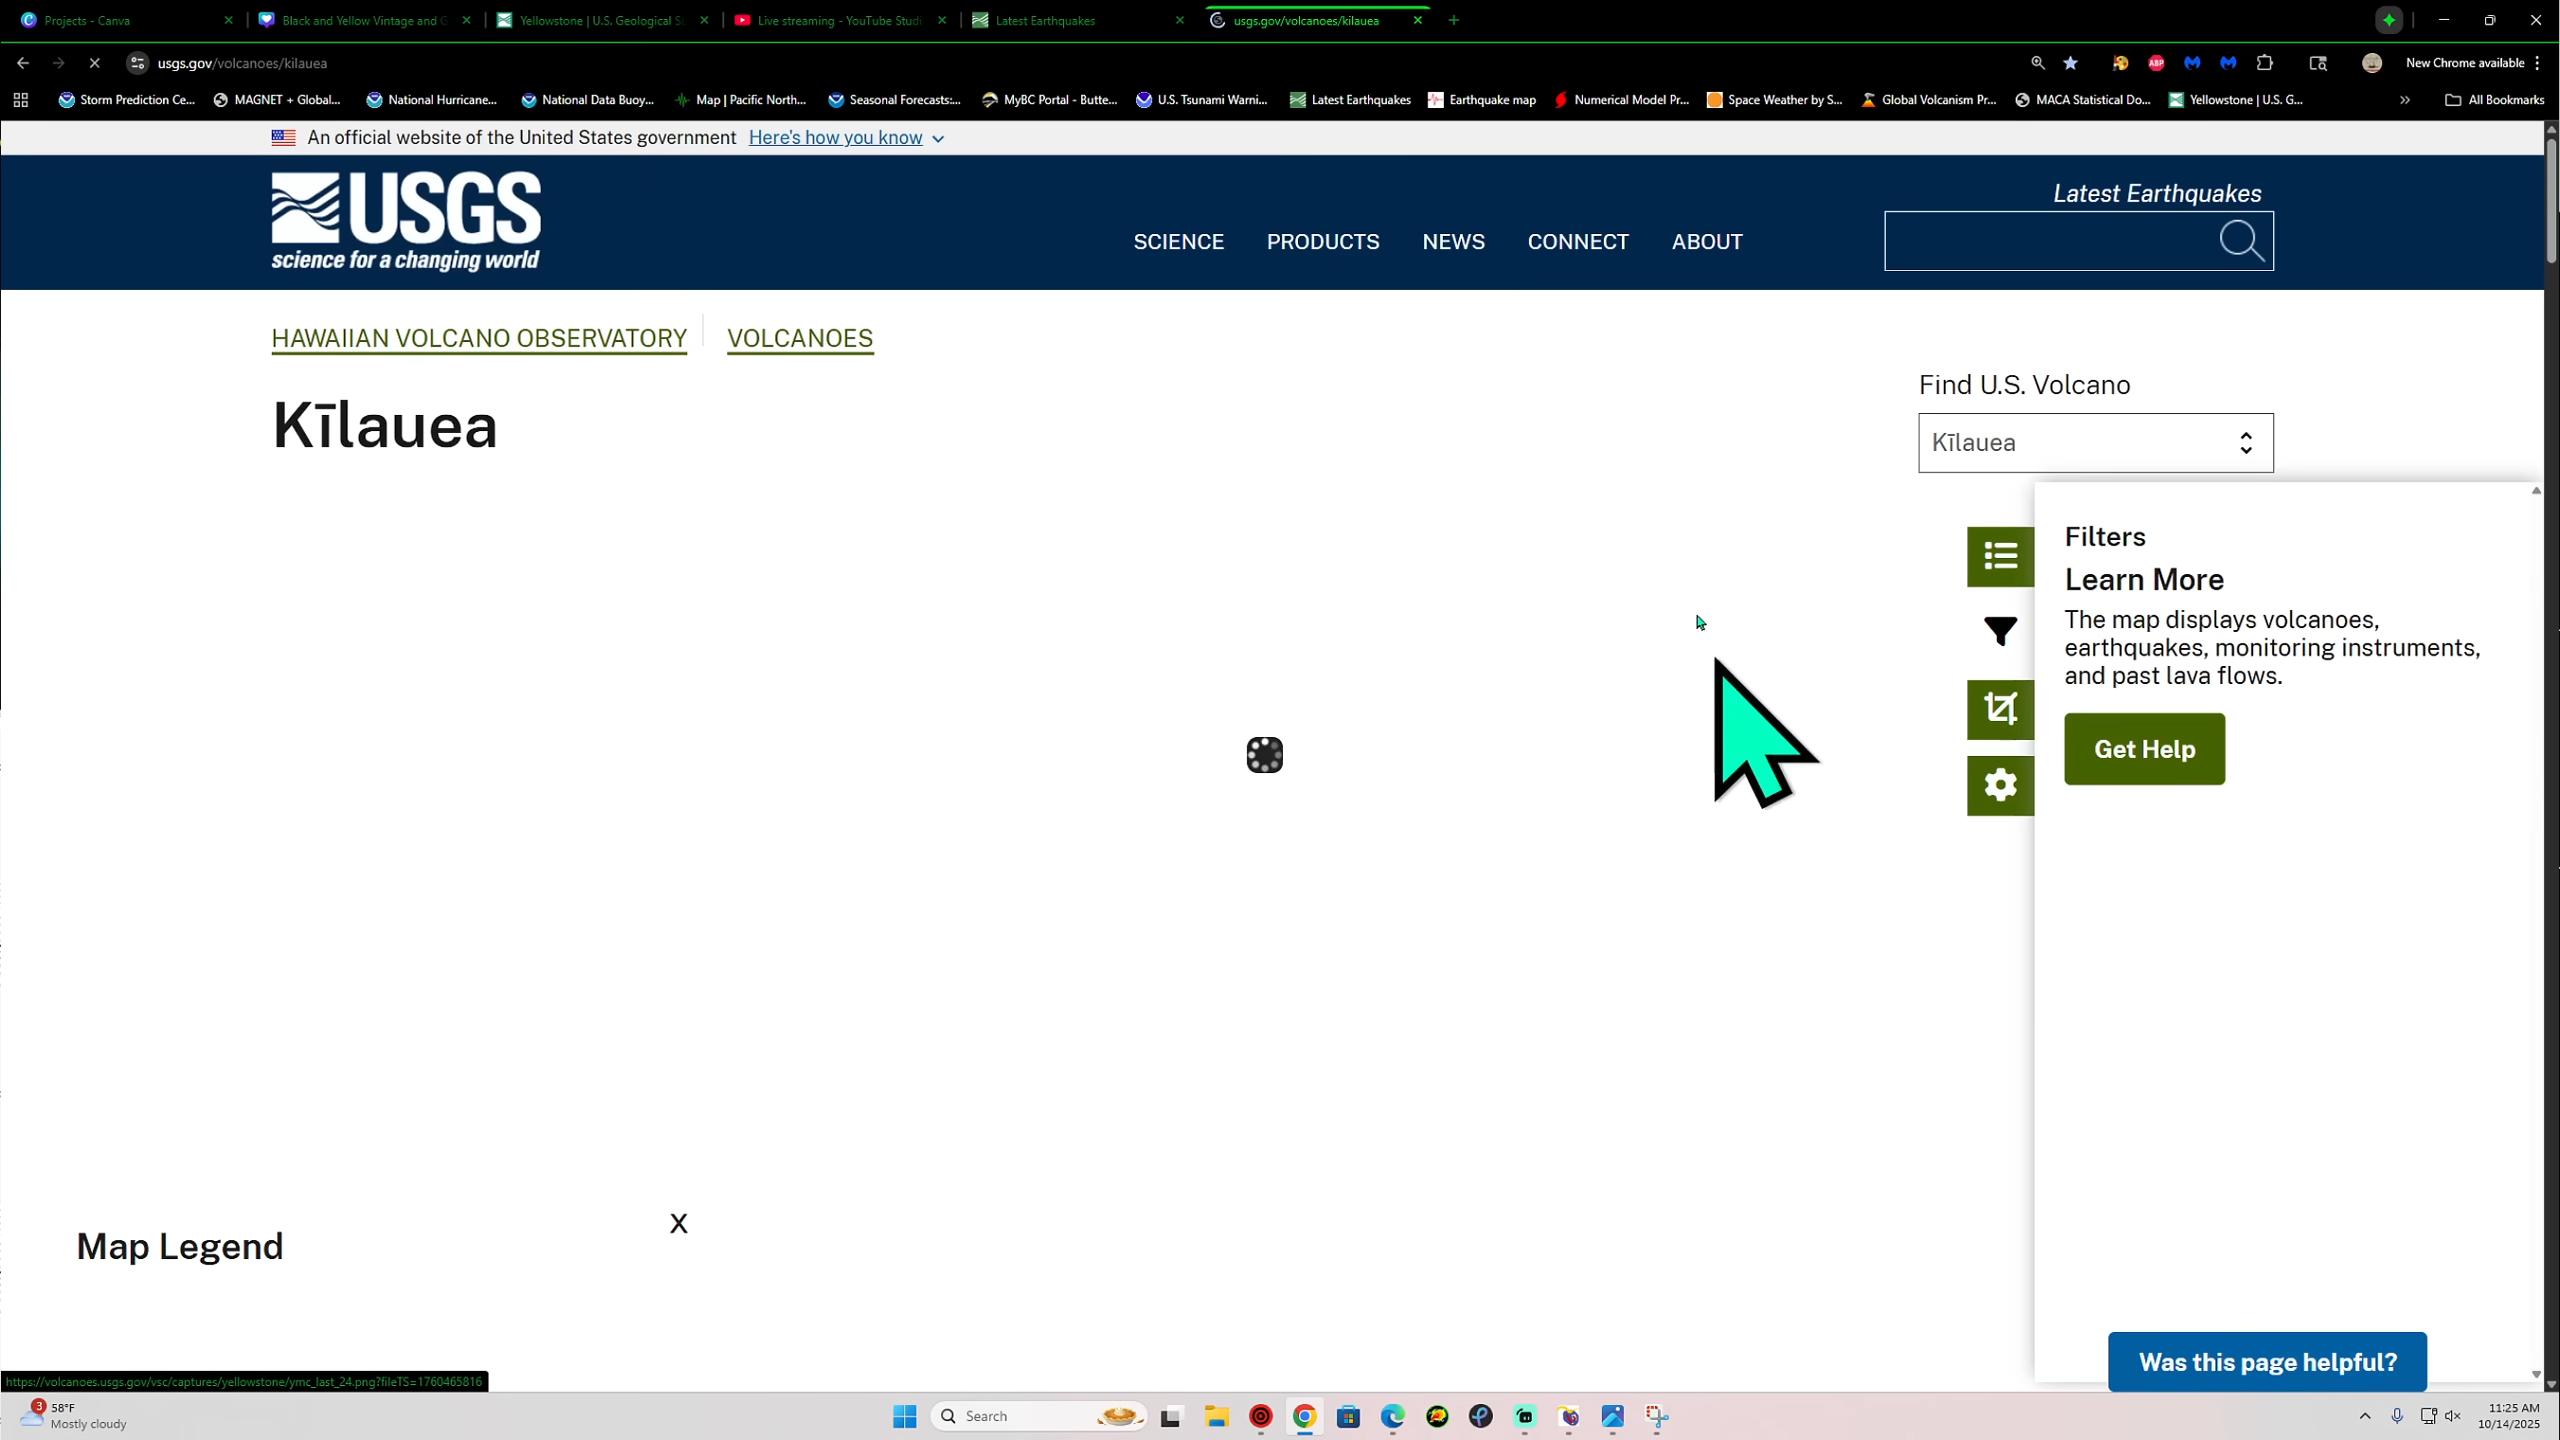 Projects - Canva
Black and Yellow Vintage and G
Yellowstone | U.S. Geological S
Live streaming - YouTube Studi
Latest Earthquakes
usgs.gov/volcanoes/kilauea
usgs.gov/volcanoes/kilauea
ABP
New Chrome available
Storm Prediction Ce...
MAGNET + Global...
National Hurricane...
National Data Buoy...
Map | Pacific North...
Seasonal Forecasts:...
MyBC Portal - Butte...
U.S. Tsunami Warni...
Latest Earthquakes
Earthquake map
Numerical Model Pr...
Space Weather by S...
Global Volcanism Pr...
MACA Statistical Do...
Yellowstone | U.S. G...
All Bookmarks
An official website of the United States government Here's how you know
USGS
science for a changing world
Latest Earthquakes
SCIENCE PRODUCTS NEWS CONNECT ABOUT
HAWAIIAN VOLCANO OBSERVATORY VOLCANOES
Kīlauea
Find U.S. Volcano
Kīlauea
Filters
Learn More
The map displays volcanoes,
earthquakes, monitoring instruments,
and past lava flows.
Get Help
X
Map Legend
Was this page helpful?
https://volcanoes.usgs.gov/vsc/captures/yellowstone/ymc_last_24.png?fileTS=1760465816
3
58°F
Mostly cloudy
Search
11:25 AM
10/14/2025